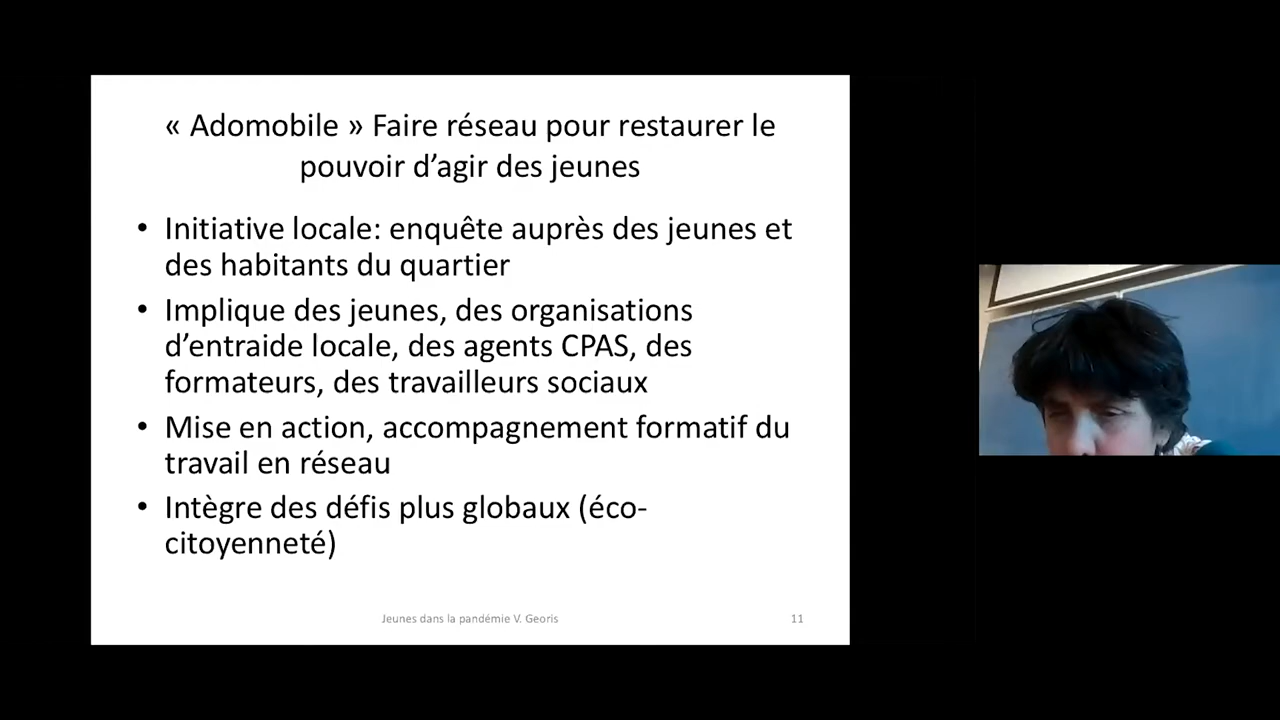 « Adomobile » Faire réseau pour restaurer le
pouvoir d’agir des jeunes
• Initiative locale: enquête auprès des jeunes et
des habitants du quartier
• Implique des jeunes, des organisations
d’entraide locale, des agents CPAS, des
formateurs, des travailleurs sociaux
• Mise en action, accompagnement formatif du
travail en réseau
• Intègre des défis plus globaux (éco-
citoyenneté)
Jeunes dans la pandémie V. Georis
11